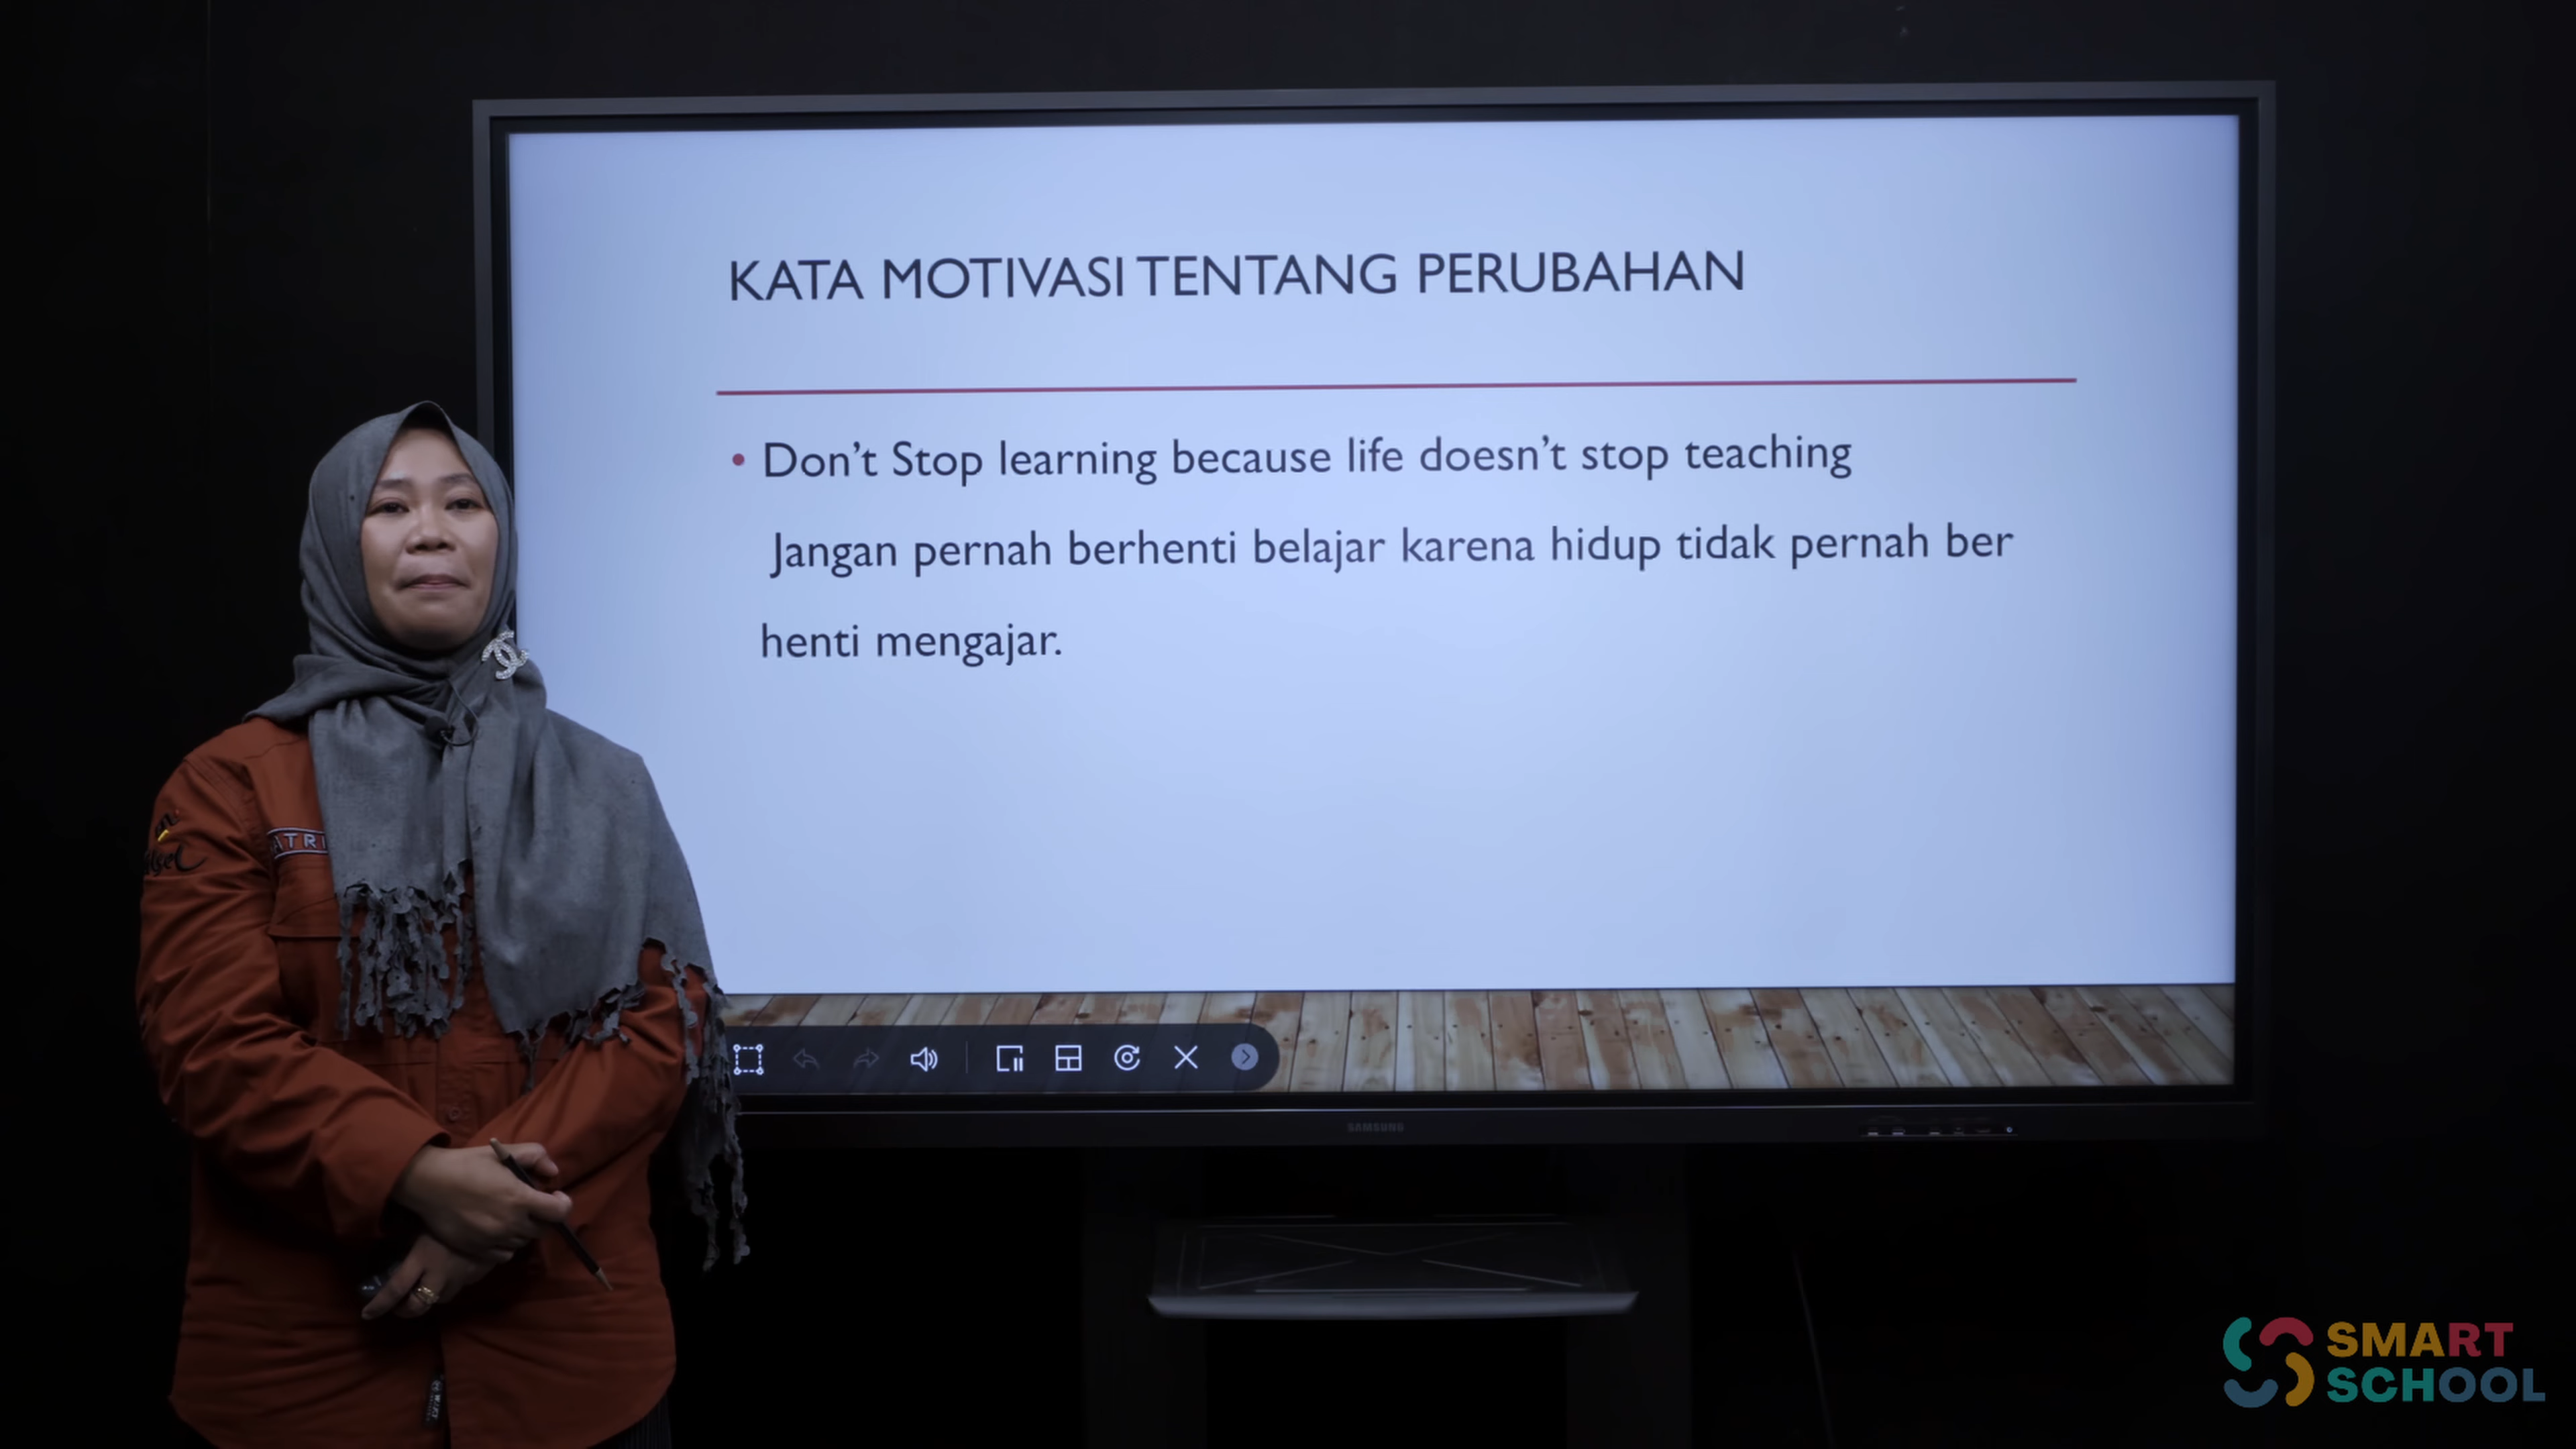 KATA MOTIVASI TENTANG PERUBAHAN
• Don't Stop learning because life doesn't stop teaching
Jangan pernah berhenti belajar karena hidup tidak pernah ber
henti mengajar.
SAMSUNG
SMART
SCHOOL